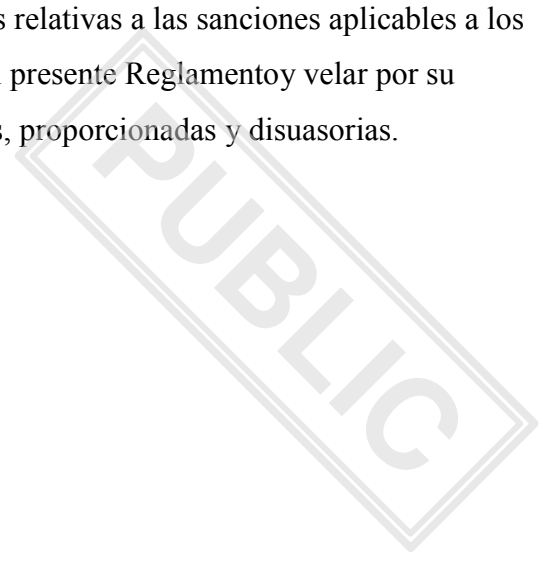 s relativas a las sanciones aplicables a los
presente Reglamentoy velar por su
s, proporcionadas y disuasorias.
PUBLIC